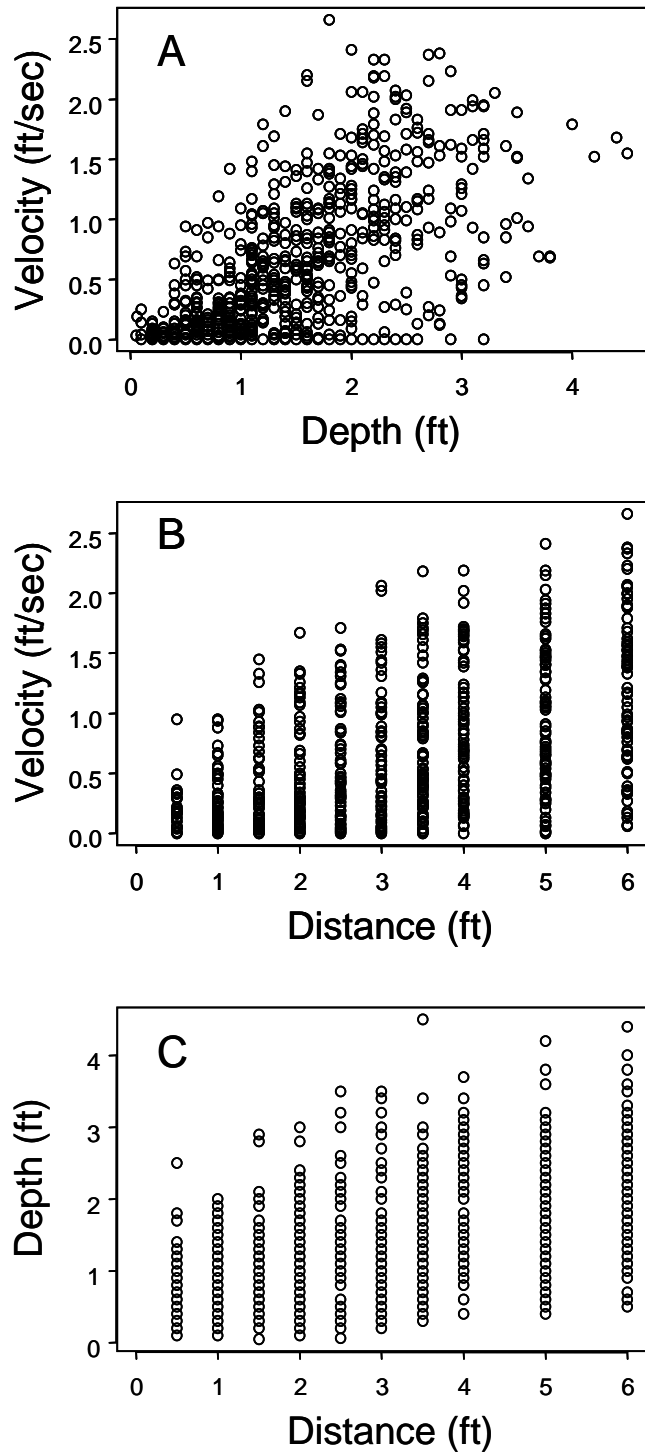 A
2.5
2.0
1.5
1.0
0.5
0.0
Velocity (ft/sec)
0 1 2 3 4
Depth (ft)
B
2.5
2.0
1.5
1.0
0.5
0.0
Velocity (ft/sec)
0 1 2 3 4 5 6
Distance (ft)
C
4
3
2
1
0
Depth (ft)
0 1 2 3 4 5 6
Distance (ft)